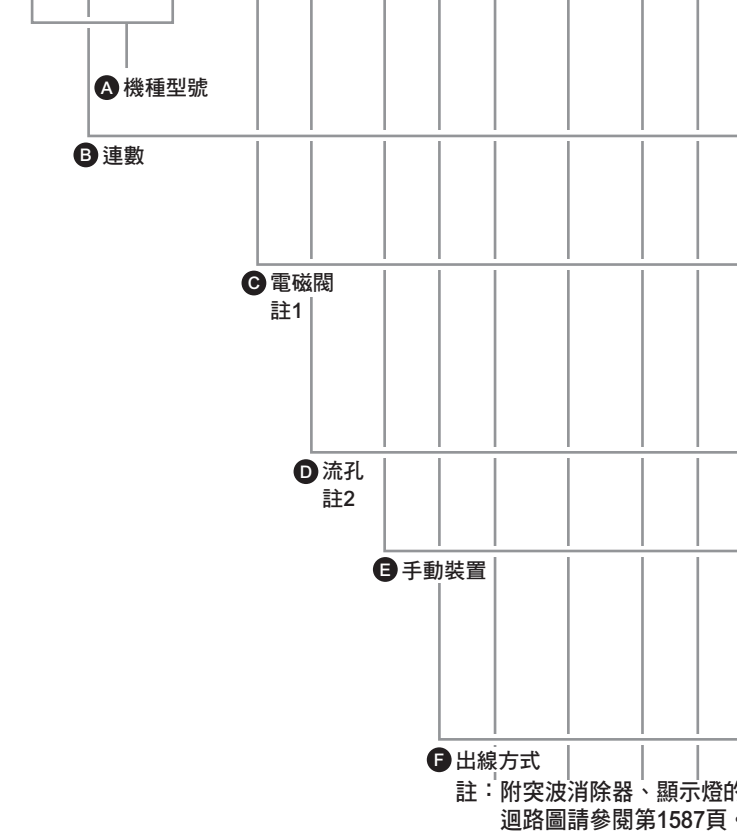 A 機種型號
B 連數
C 電磁閥
註1
D 流孔
註2
E 手動裝置
F 出線方式
註：附突波消除器、顯示燈的
迴路圖請參閱第1587頁。